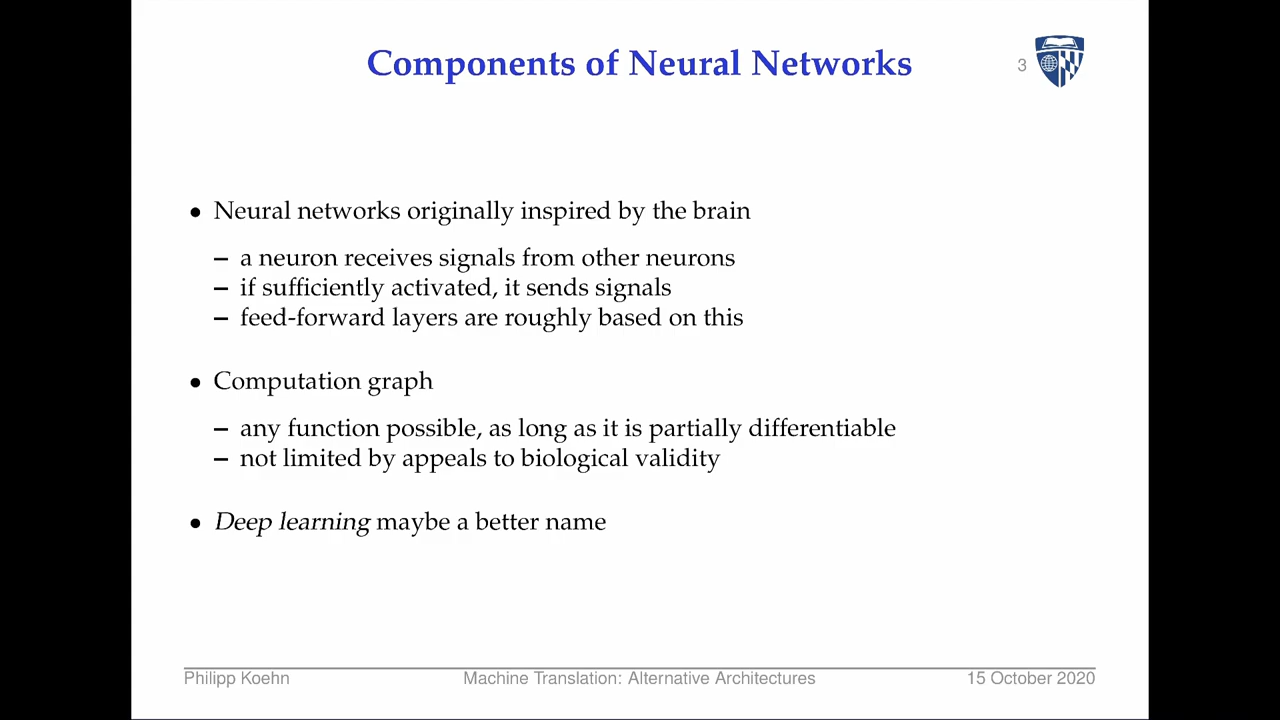 Components of Neural Networks
3
• Neural networks originally inspired by the brain
– a neuron receives signals from other neurons
– if sufficiently activated, it sends signals
– feed-forward layers are roughly based on this
• Computation graph
– any function possible, as long as it is partially differentiable
– not limited by appeals to biological validity
• Deep learning maybe a better name
Philipp Koehn Machine Translation: Alternative Architectures 15 October 2020